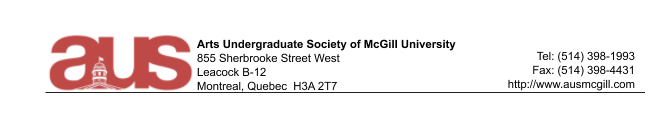 aus
Arts Undergraduate Society of McGill University
855 Sherbrooke Street West
Leacock B-12
Montreal, Quebec H3A 2T7
Tel: (514) 398-1993
Fax: (514) 398-4431
http://www.ausmcgill.com